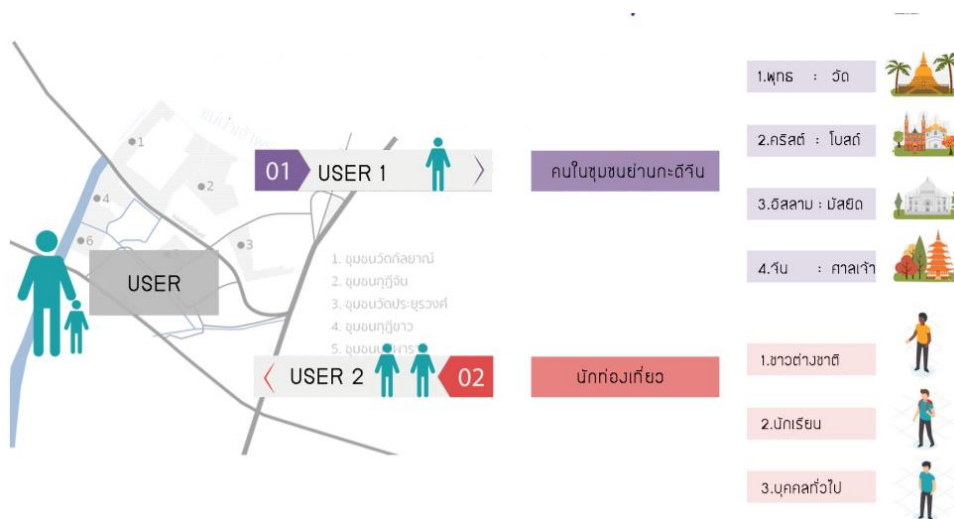 1.พุทธ : วัด
1
2.คริสต์ : โบสถ์
01 USER 1
คนในชุมชนย่านกะดีจีน
2
4
3.อิสลาม : มัสยิด
6
3
1. ชุมชนวัดกัลยาณ์
4.จีน : ศาลเจ้า
USER
2. ชุมชนกุฎีจีน
3. ชุมชนวัดประยุรวงศ์
4. ชุมชนกุฎีขาว
1.ชาวต่างชาติ
USER 2 02
นักท่องเที่ยว
2.นักเรียน
3.บุคคลทั่วไป